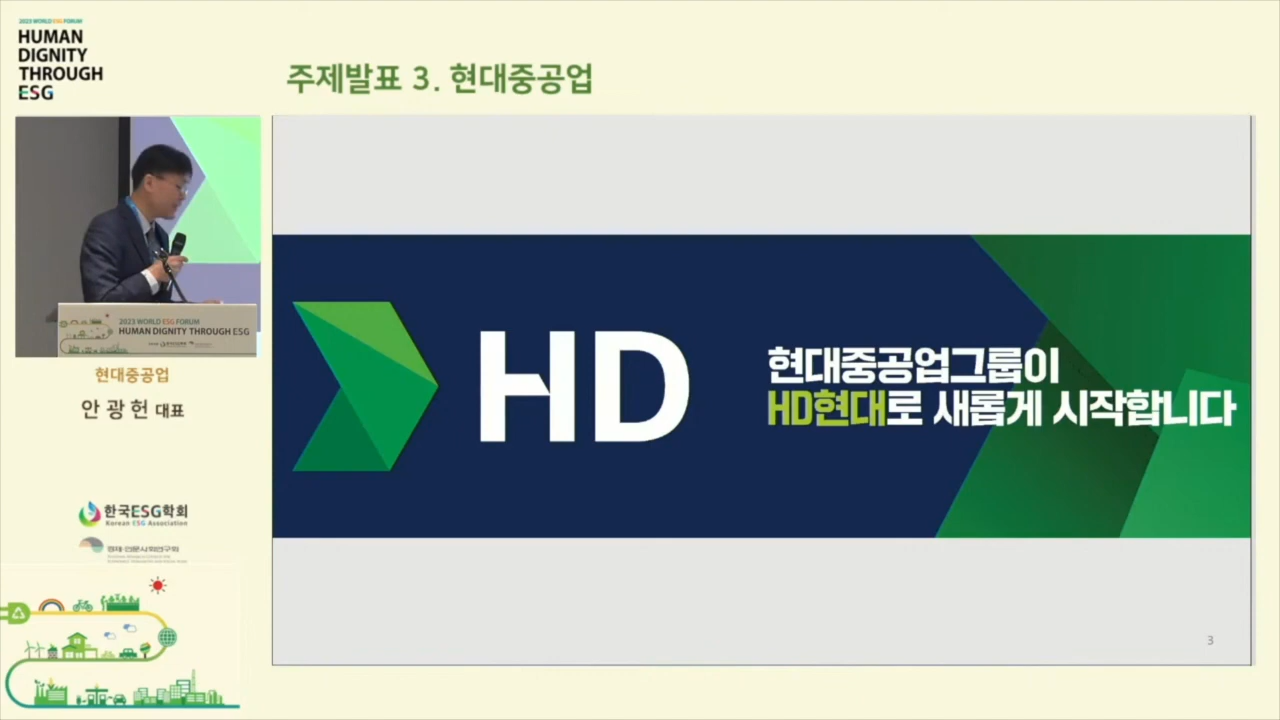 2023 WORLD ESG FORUM
HUMAN
DIGNITY
THROUGH
ESG
주제발표 3. 현대중공업
2023 WORLD ESG FORUM
HUMAN DIGNITY THROUGH ESG
현대중공업
안 광 헌 대표
한국ESG학회
Korean ESG Association
HD
현대중공업그룹이
HD현대로 새롭게 시작합니다
3